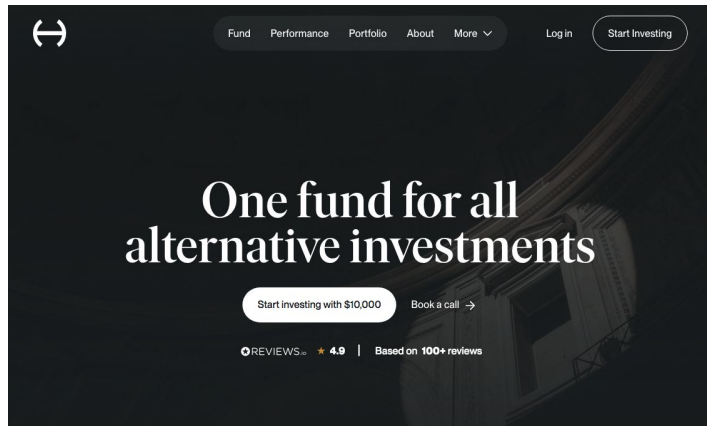 Fund Performance Portfolio About More Log in Start Investing
One fund for all
alternative investments
Start investing with $10,000 Book a call →
REVIEWS.io ★ 4.9 | Based on 100+ reviews